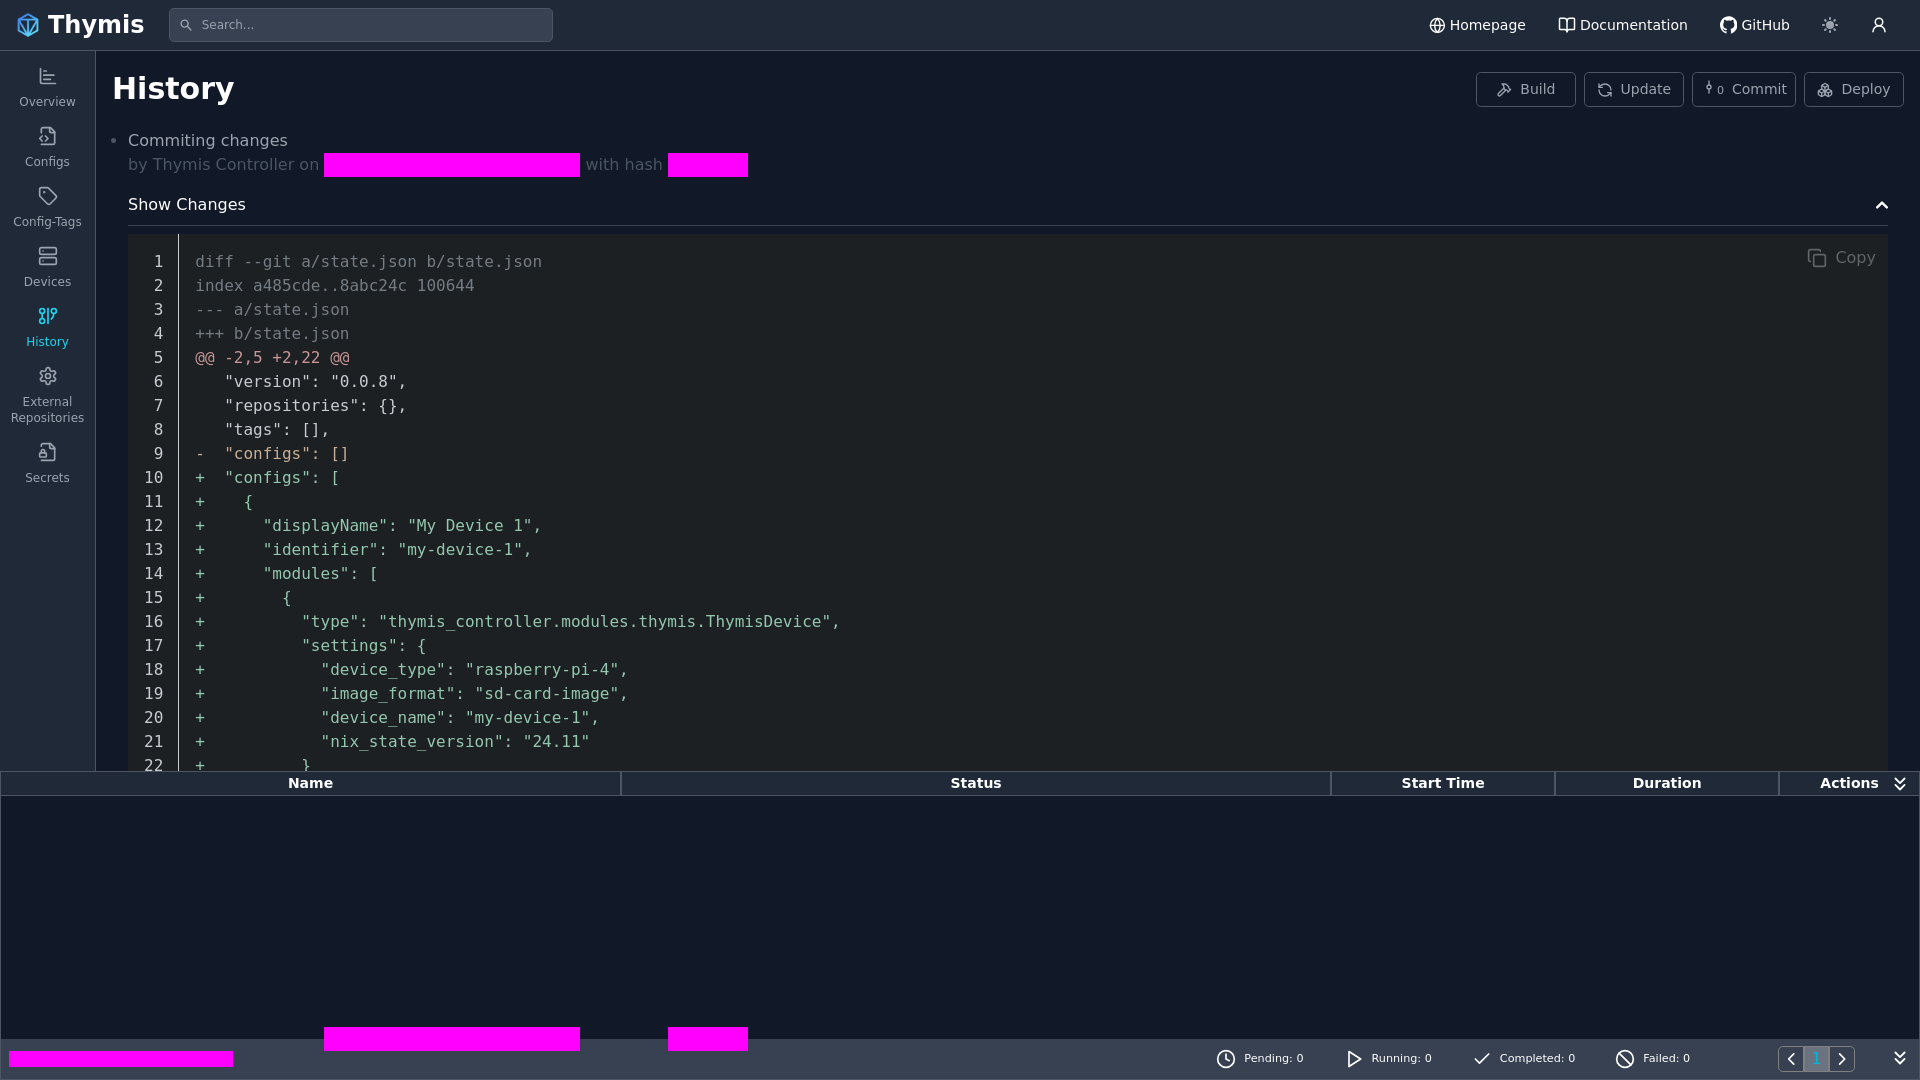 Thymis
Search...
Homepage
Documentation
GitHub
Overview
Configs
Config-Tags
Devices
History
External
Repositories
Secrets
History
Build
Update
0 Commit
Deploy
Commiting changes
by Thymis Controller on
with hash
Show Changes
Copy
1 diff --git a/state.json b/state.json
2 index a485cde..8abc24c 100644
3 --- a/state.json
4 +++ b/state.json
5 @@ -2,5 +2,22 @@
6    "version": "0.0.8",
7    "repositories": {},
8    "tags": [],
9 -  "configs": []
10 +  "configs": [
11 +    {
12 +      "displayName": "My Device 1",
13 +      "identifier": "my-device-1",
14 +      "modules": [
15 +        {
16 +          "type": "thymis_controller.modules.thymis.ThymisDevice",
17 +          "settings": {
18 +            "device_type": "raspberry-pi-4",
19 +            "image_format": "sd-card-image",
20 +            "device_name": "my-device-1",
21 +            "nix_state_version": "24.11"
22 +          }
Name Status Start Time Duration Actions
Pending: 0
Running: 0
Completed: 0
Failed: 0
1